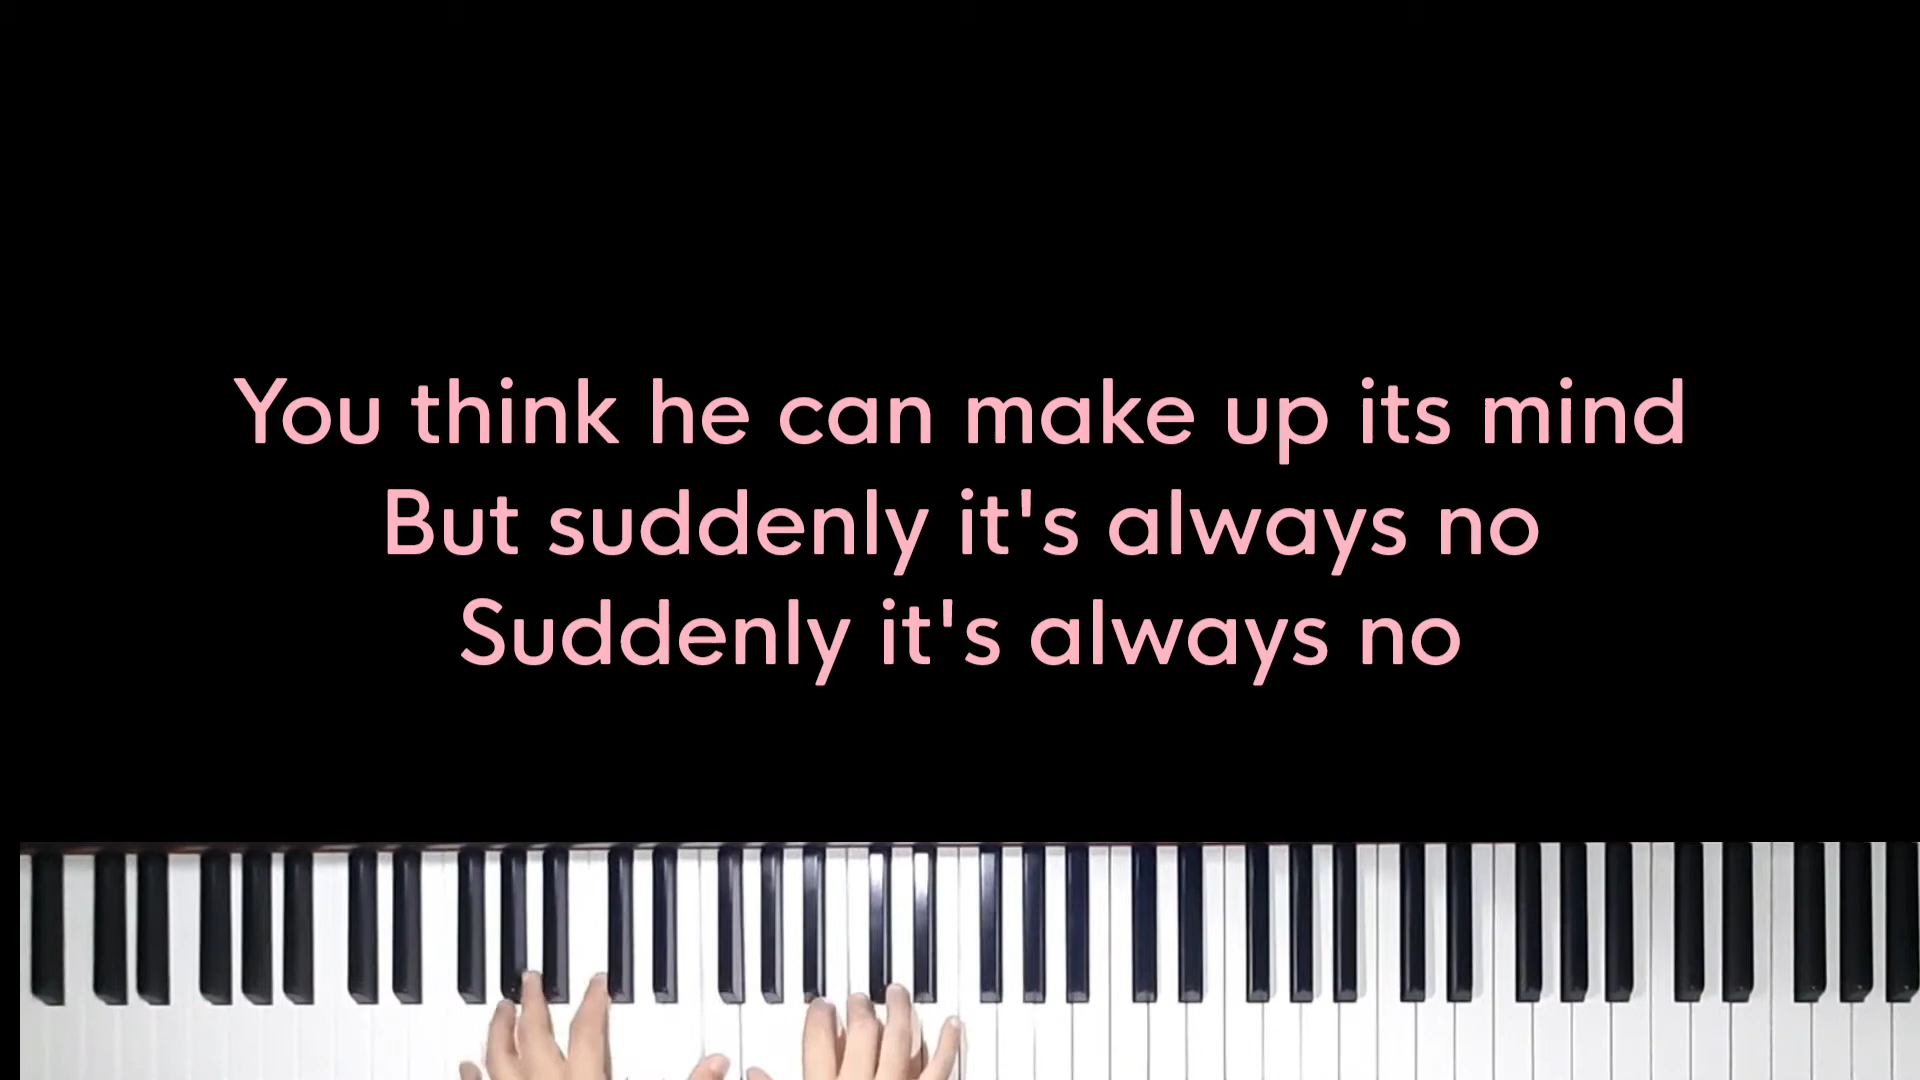 You think he can make up its mind
But suddenly it's always no
Suddenly it's always no